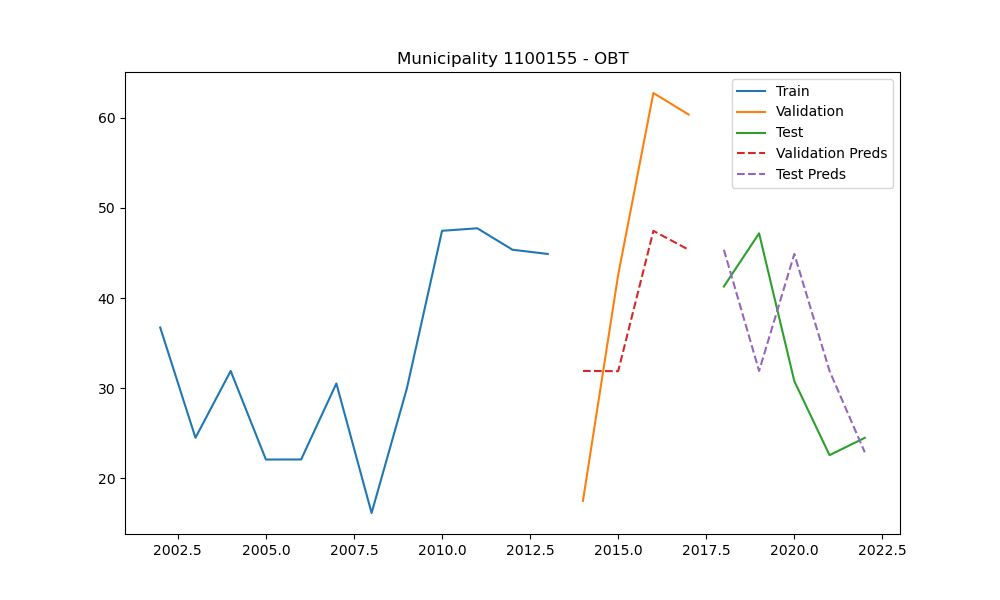 Municipality 1100155 - OBT
Train
Validation
Test
Validation Preds
Test Preds
60
50
40
30
20
2002.5 2005.0 2007.5 2010.0 2012.5 2015.0 2017.5 2020.0 2022.5